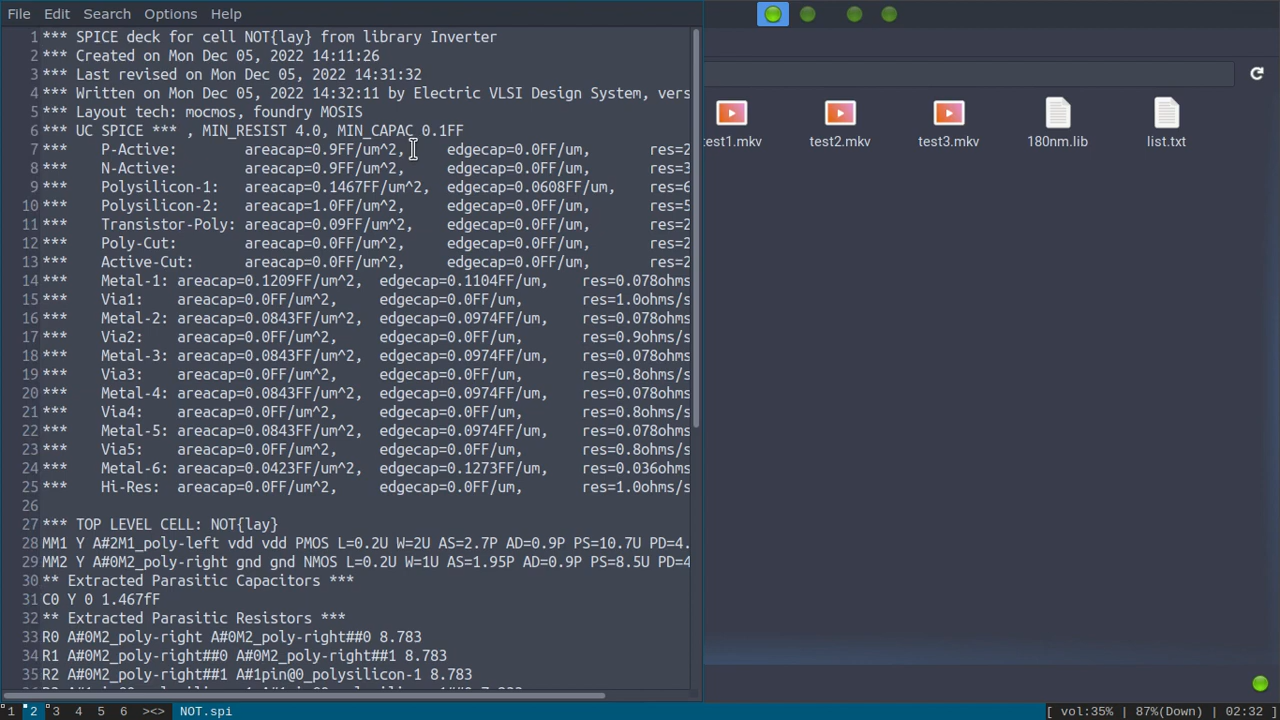 File Edit Search Options Help
1 *** SPICE deck for cell NOT{lay} from library Inverter
2 *** Created on Mon Dec 05, 2022 14:11:26
3 *** Last revised on Mon Dec 05, 2022 14:31:32
4 *** Written on Mon Dec 05, 2022 14:32:11 by Electric VLSI Design System, vers
5 *** Layout tech: mocmos, foundry MOSIS
6 *** UC SPICE *** , MIN_RESIST 4.0, MIN_CAPAC 0.1FF
7 *** P-Active: areacap=0.9FF/um^2, edgecap=0.0FF/um, res=2
8 *** N-Active: areacap=0.9FF/um^2, edgecap=0.0FF/um, res=3
9 *** Polysilicon-1: areacap=0.1467FF/um^2, edgecap=0.0608FF/um, res=6
10 *** Polysilicon-2: areacap=1.0FF/um^2, edgecap=0.0FF/um, res=5
11 *** Transistor-Poly: areacap=0.09FF/um^2, edgecap=0.0FF/um, res=2
12 *** Poly-Cut: areacap=0.0FF/um^2, edgecap=0.0FF/um, res=2
13 *** Active-Cut: areacap=0.0FF/um^2, edgecap=0.0FF/um, res=2
14 *** Metal-1: areacap=0.1209FF/um^2, edgecap=0.1104FF/um, res=0.078ohms
15 *** Via1: areacap=0.0FF/um^2, edgecap=0.0FF/um, res=1.0ohms/s
16 *** Metal-2: areacap=0.0843FF/um^2, edgecap=0.0974FF/um, res=0.078ohms
17 *** Via2: areacap=0.0FF/um^2, edgecap=0.0FF/um, res=0.9ohms/s
18 *** Metal-3: areacap=0.0843FF/um^2, edgecap=0.0974FF/um, res=0.078ohms
19 *** Via3: areacap=0.0FF/um^2, edgecap=0.0FF/um, res=0.8ohms/s
20 *** Metal-4: areacap=0.0843FF/um^2, edgecap=0.0974FF/um, res=0.078ohms
21 *** Via4: areacap=0.0FF/um^2, edgecap=0.0FF/um, res=0.8ohms/s
22 *** Metal-5: areacap=0.0843FF/um^2, edgecap=0.0974FF/um, res=0.078ohms
23 *** Via5: areacap=0.0FF/um^2, edgecap=0.0FF/um, res=0.8ohms/s
24 *** Metal-6: areacap=0.0423FF/um^2, edgecap=0.1273FF/um, res=0.036ohms
25 *** Hi-Res: areacap=0.0FF/um^2, edgecap=0.0FF/um, res=1.0ohms/s
26
27 *** TOP LEVEL CELL: NOT{lay}
28 MM1 Y A#2M1_poly-left vdd vdd PMOS L=0.2U W=2U AS=2.7P AD=0.9P PS=10.7U PD=4.
29 MM2 Y A#0M2_poly-right gnd gnd NMOS L=0.2U W=1U AS=1.95P AD=0.9P PS=8.5U PD=4
30 ** Extracted Parasitic Capacitors ***
31 C0 Y 0 1.467fF
32 ** Extracted Parasitic Resistors ***
33 R0 A#0M2_poly-right A#0M2_poly-right##0 8.783
34 R1 A#0M2_poly-right##0 A#0M2_poly-right##1 8.783
35 R2 A#0M2_poly-right##1 A#1pin@0_polysilicon-1 8.783
test1.mkv test2.mkv test3.mkv 180nm.lib list.txt
1 2 3 4 5 6 ><> NOT.spi [ vol:35% | 87%(Down) | 02:32 ]